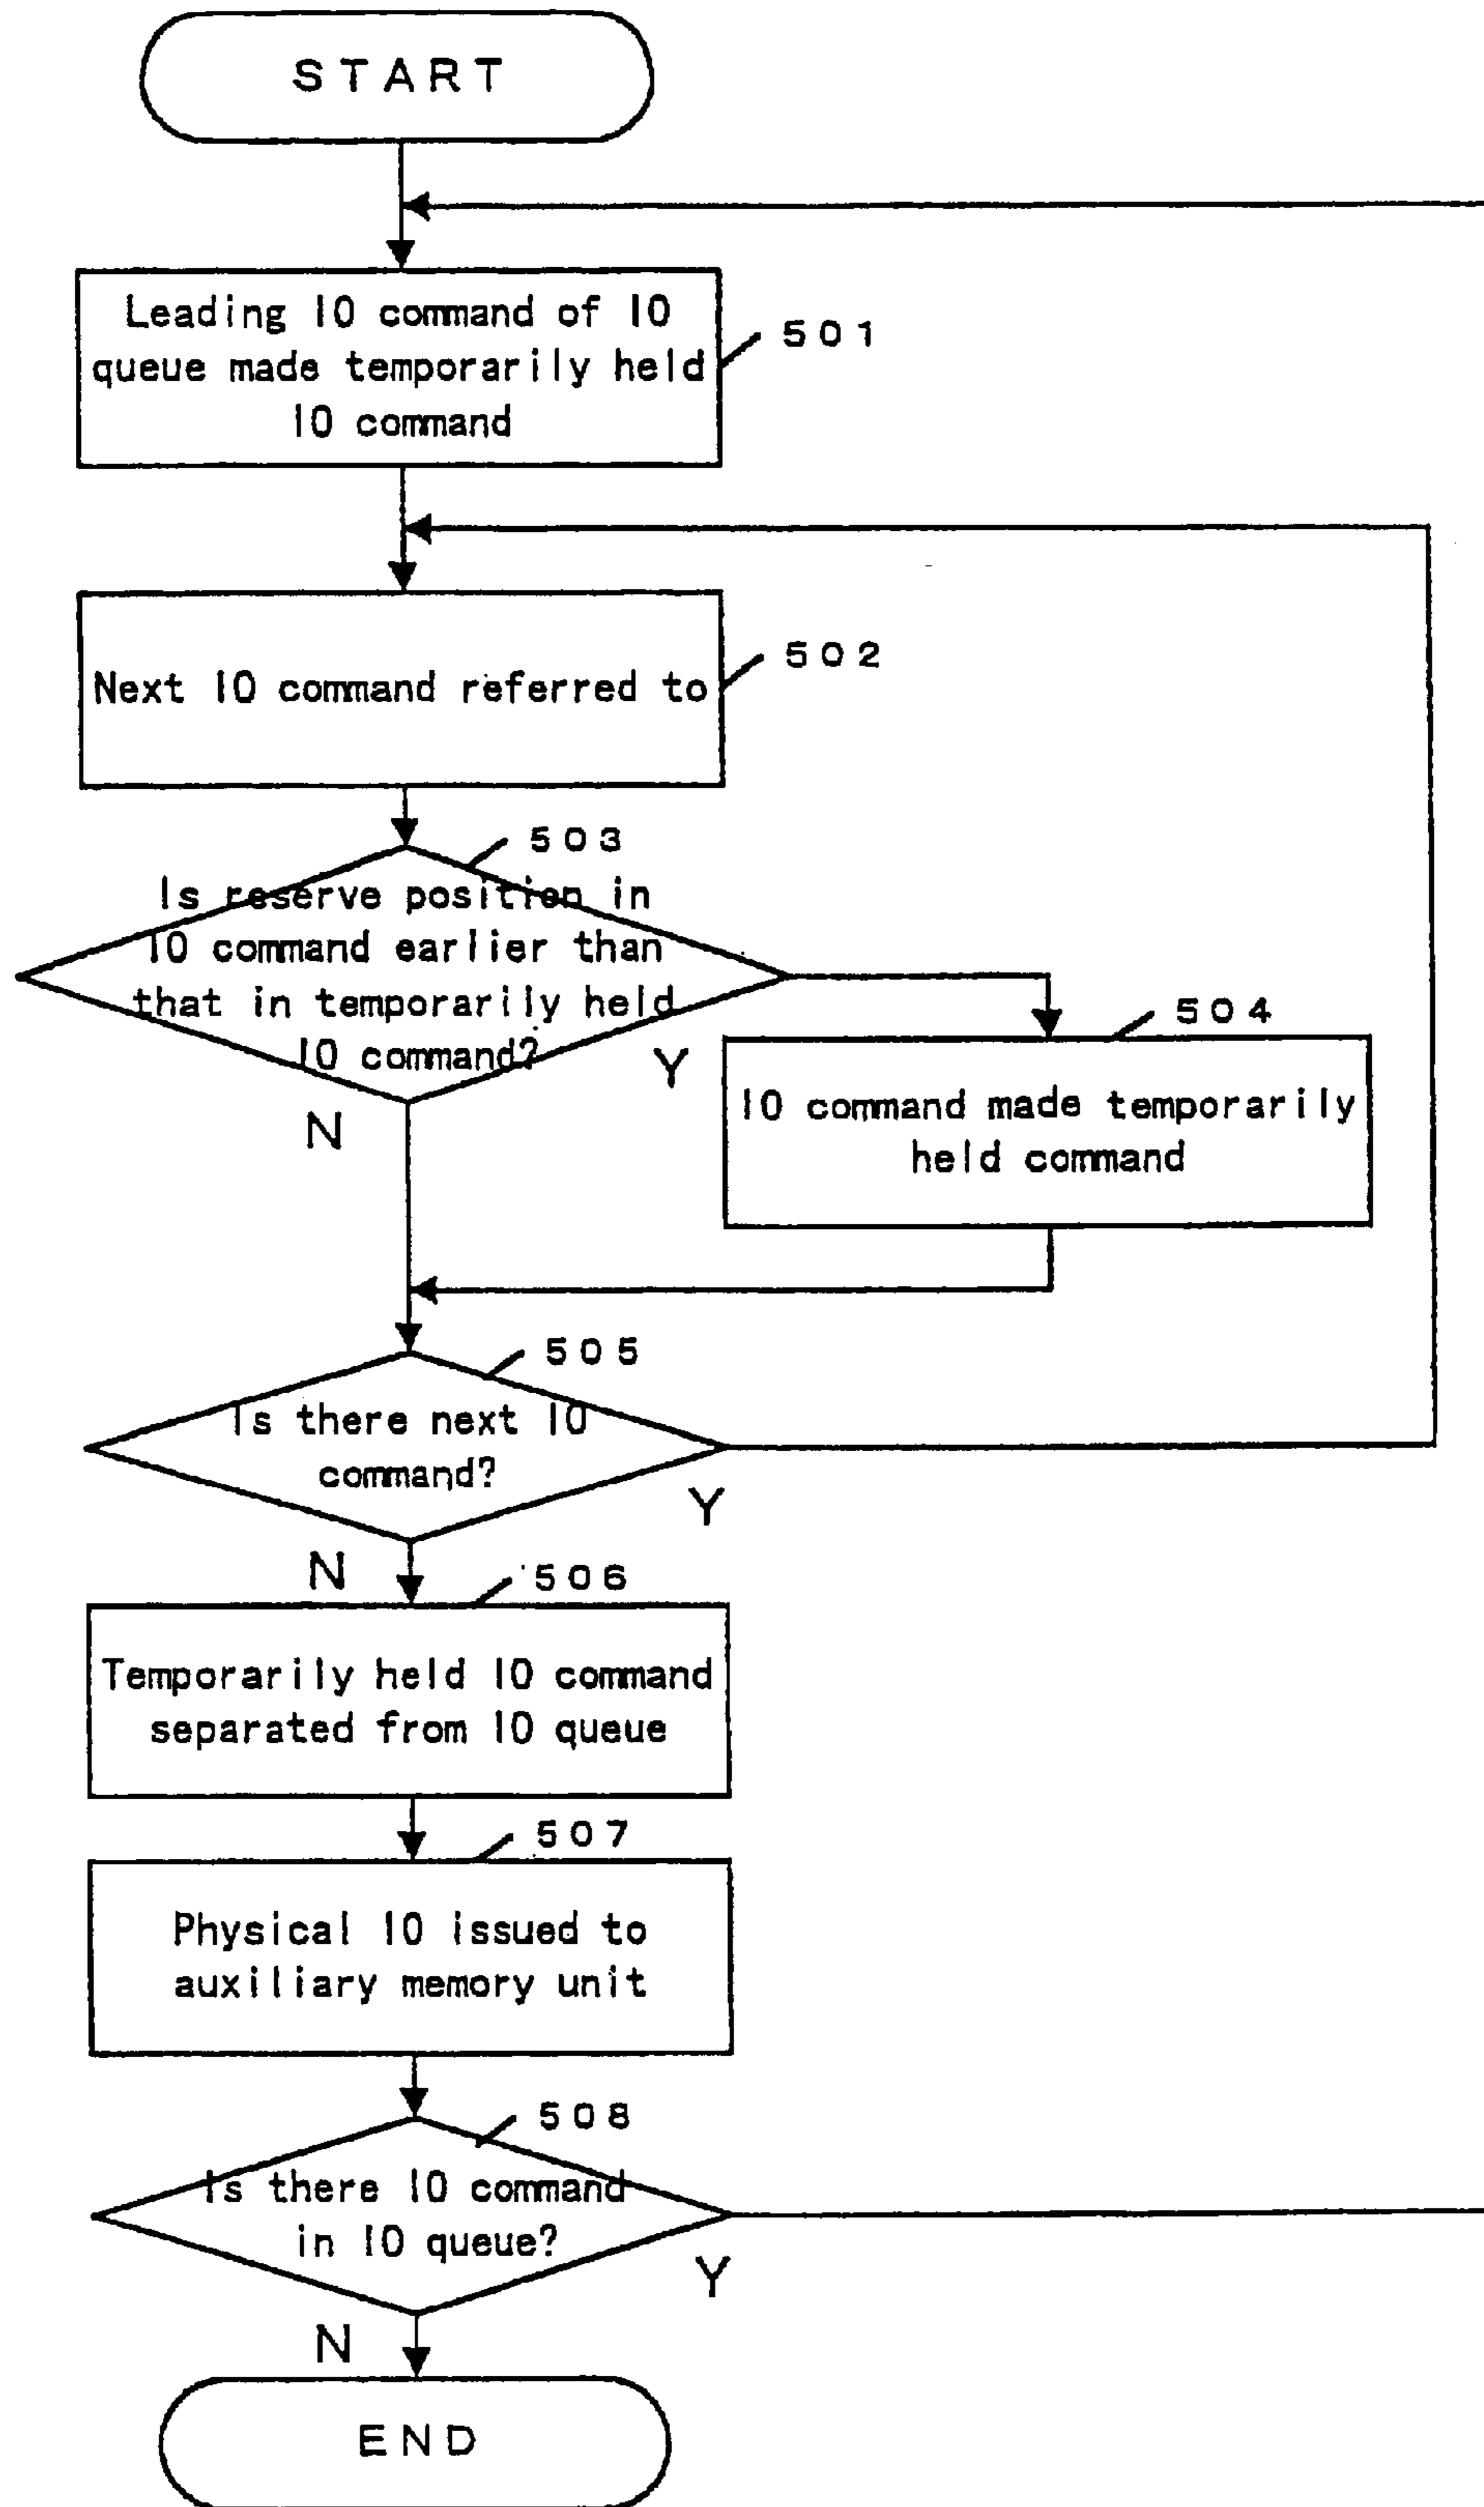 START
Leading IO command of IO
queue made temporarily held
IO command
501
Next IO command referred to
502
503
Is reserve position in
IO command earlier than
that in temporarily held
IO command?
Y
N
504
IO command made temporarily
held command
505
Is there next IO
command?
Y
N
506
Temporarily held IO command
separated from IO queue
507
Physical IO issued to
auxiliary memory unit
508
Is there IO command
in IO queue?
Y
N
END